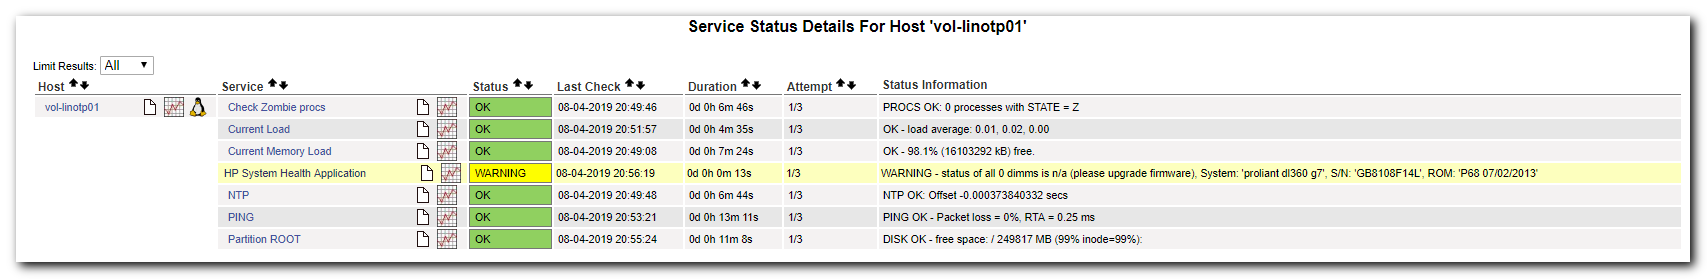 Service Status Details For Host 'vol-linotp01'
Limit Results: All
Host Service Status Last Check Duration Attempt Status Information
vol-linotp01 Check Zombie procs OK 08-04-2019 20:49:46 0d 0h 6m 46s 1/3 PROCS OK: 0 processes with STATE = Z
Current Load OK 08-04-2019 20:51:57 0d 0h 4m 35s 1/3 OK - load average: 0.01, 0.02, 0.00
Current Memory Load OK 08-04-2019 20:49:08 0d 0h 7m 24s 1/3 OK - 98.1% (16103292 kB) free.
HP System Health Application WARNING 08-04-2019 20:56:19 0d 0h 0m 13s 1/3 WARNING - status of all 0 dimms is n/a (please upgrade firmware), System: 'proliant dl360 g7', S/N: 'GB8108F14L', ROM: 'P68 07/02/2013'
NTP OK 08-04-2019 20:49:48 0d 0h 6m 44s 1/3 NTP OK: Offset -0.000373840332 secs
PING OK 08-04-2019 20:53:21 0d 0h 13m 11s 1/3 PING OK - Packet loss = 0%, RTA = 0.25 ms
Partition ROOT OK 08-04-2019 20:55:24 0d 0h 11m 8s 1/3 DISK OK - free space: / 249817 MB (99% inode=99%):